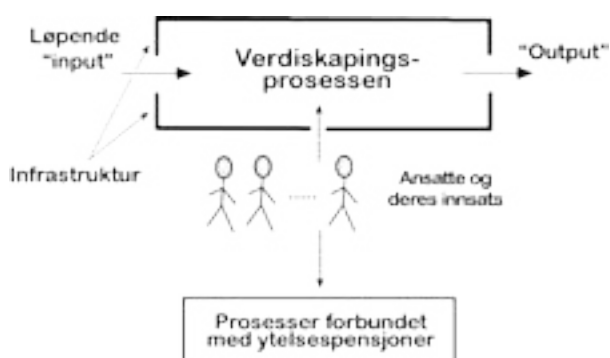 Løpende
"input"
Verdiskapings-
prosessen
"Output"
Infrastruktur
.....
Ansatte og
deres innsats
Prosesser forbundet
med ytelsespensjoner